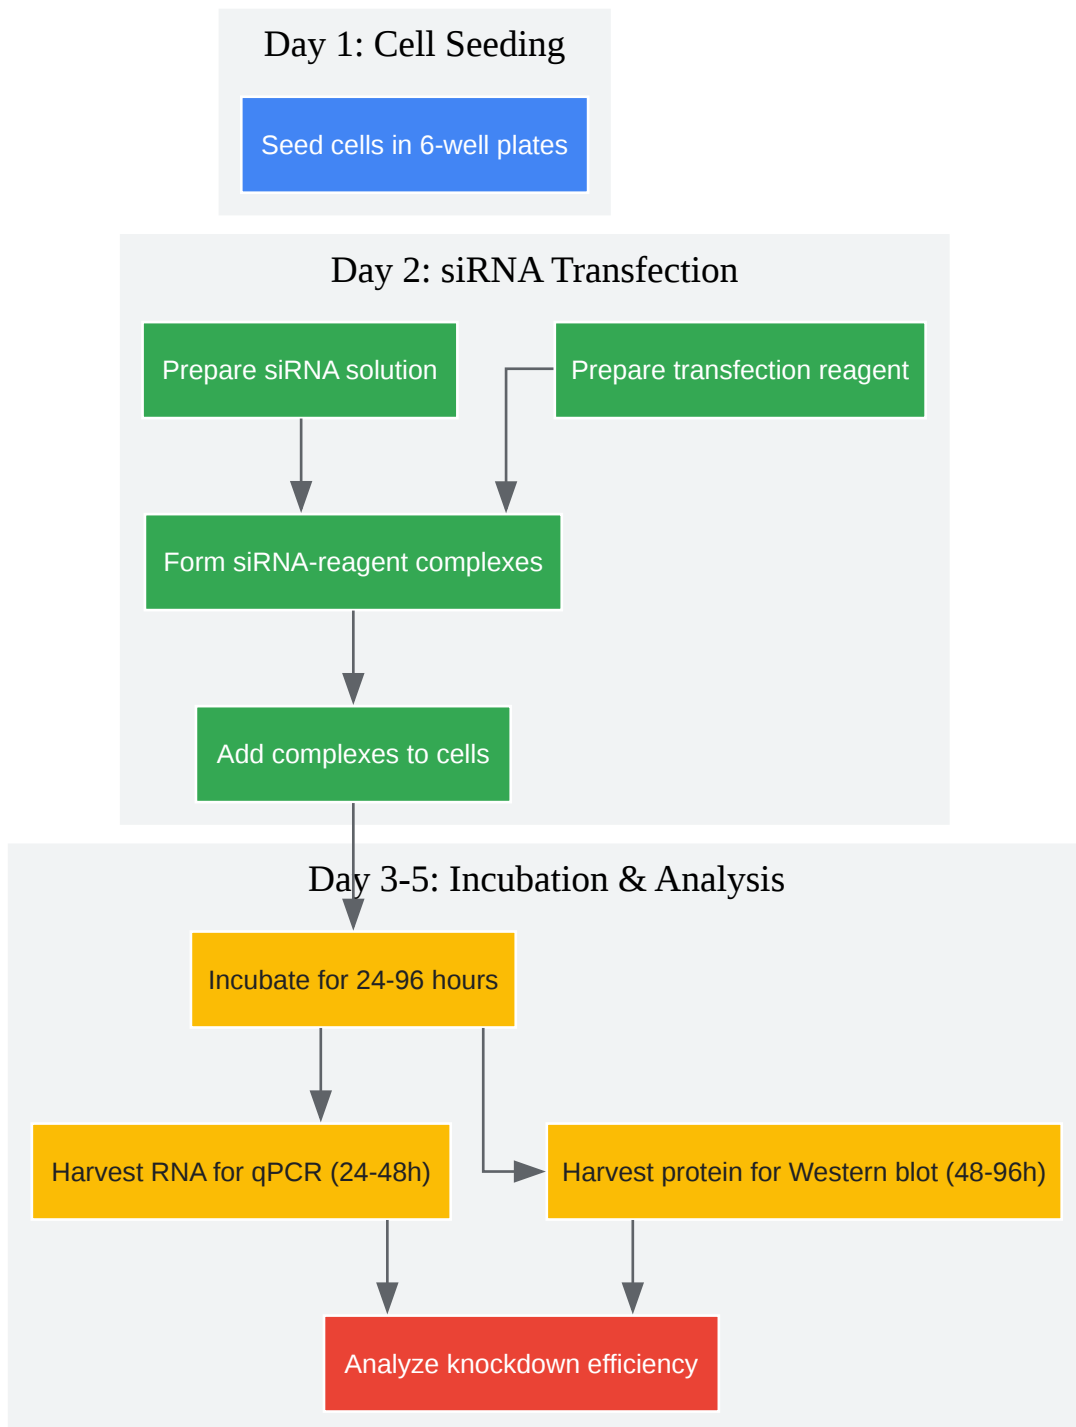 Day 1: Cell Seeding
Seed cells in 6-well plates
Day 2: siRNA Transfection
Prepare siRNA solution
Prepare transfection reagent
Form siRNA-reagent complexes
Add complexes to cells
Day 3-5: Incubation & Analysis
Incubate for 24-96 hours
Harvest RNA for qPCR (24-48h)
Harvest protein for Western blot (48-96h)
Analyze knockdown efficiency